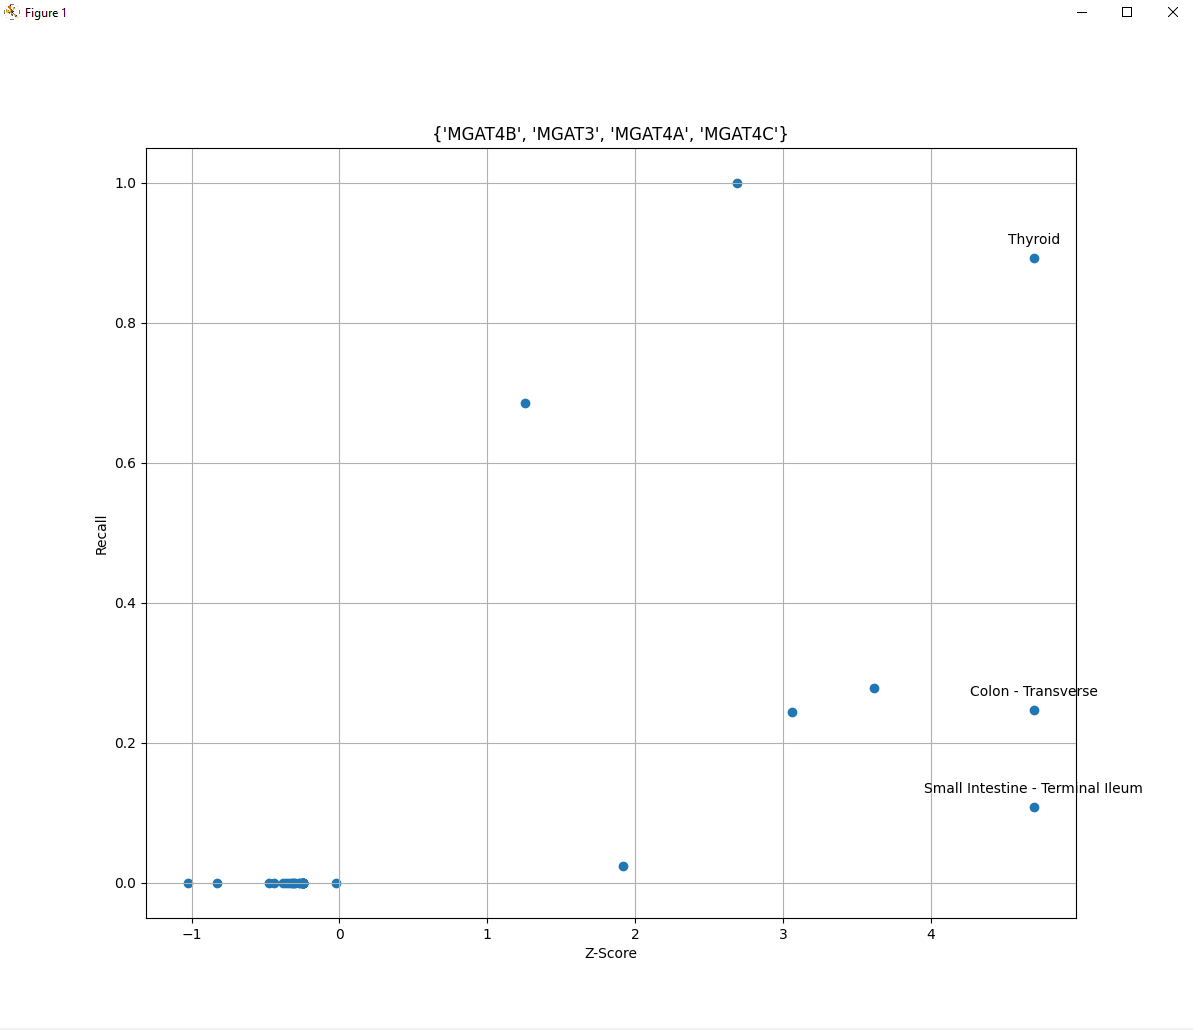 Figure 1
{'MGAT4B', 'MGAT3', 'MGAT4A', 'MGAT4C'}
1.0
Thyroid
0.8
0.6
Recall
0.4
Colon - Transverse
0.2
Small Intestine - Terminal Ileum
0.0
−1 0 1 2 3 4
Z-Score